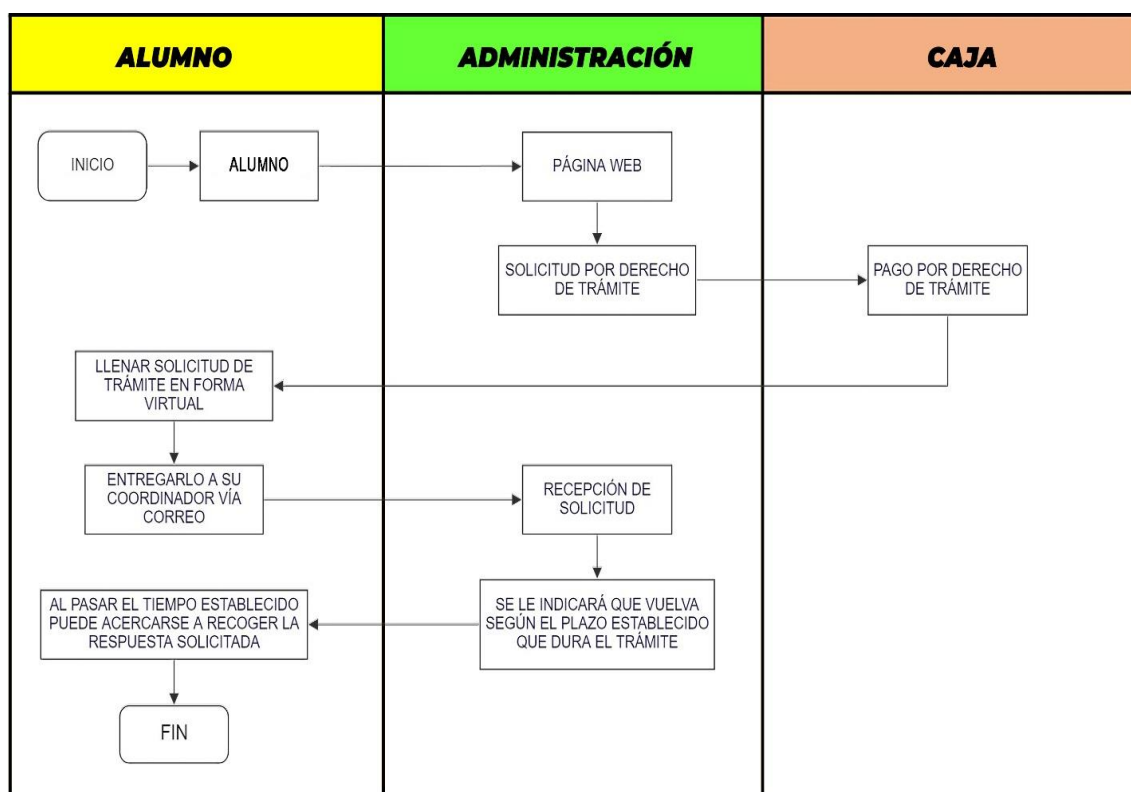 ALUMNO
ADMINISTRACIÓN
CAJA
INICIO
ALUMNO
PÁGINA WEB
SOLICITUD POR DERECHO
DE TRÁMITE
PAGO POR DERECHO
DE TRÁMITE
LLENAR SOLICITUD DE
TRÁMITE EN FORMA
VIRTUAL
ENTREGARLO A SU
COORDINADOR VÍA
CORREO
RECEPCIÓN DE
SOLICITUD
SE LE INDICARÁ QUE VUELVA
SEGÚN EL PLAZO ESTABLECIDO
QUE DURA EL TRÁMITE
AL PASAR EL TIEMPO ESTABLECIDO
PUEDE ACERCARSE A RECOGER LA
RESPUESTA SOLICITADA
FIN